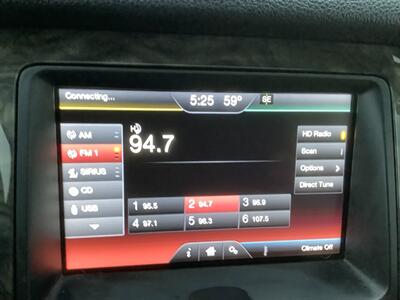 Connecting...
5:25 59° SE
AM
FM 1
SIRIUS
CD
USB
HD
94.7
HD Radio
Scan
Options
Direct Tune
1 95.5 2 94.7 3 95.9
4 97.1 5 98.3 6 107.5
Climate Off